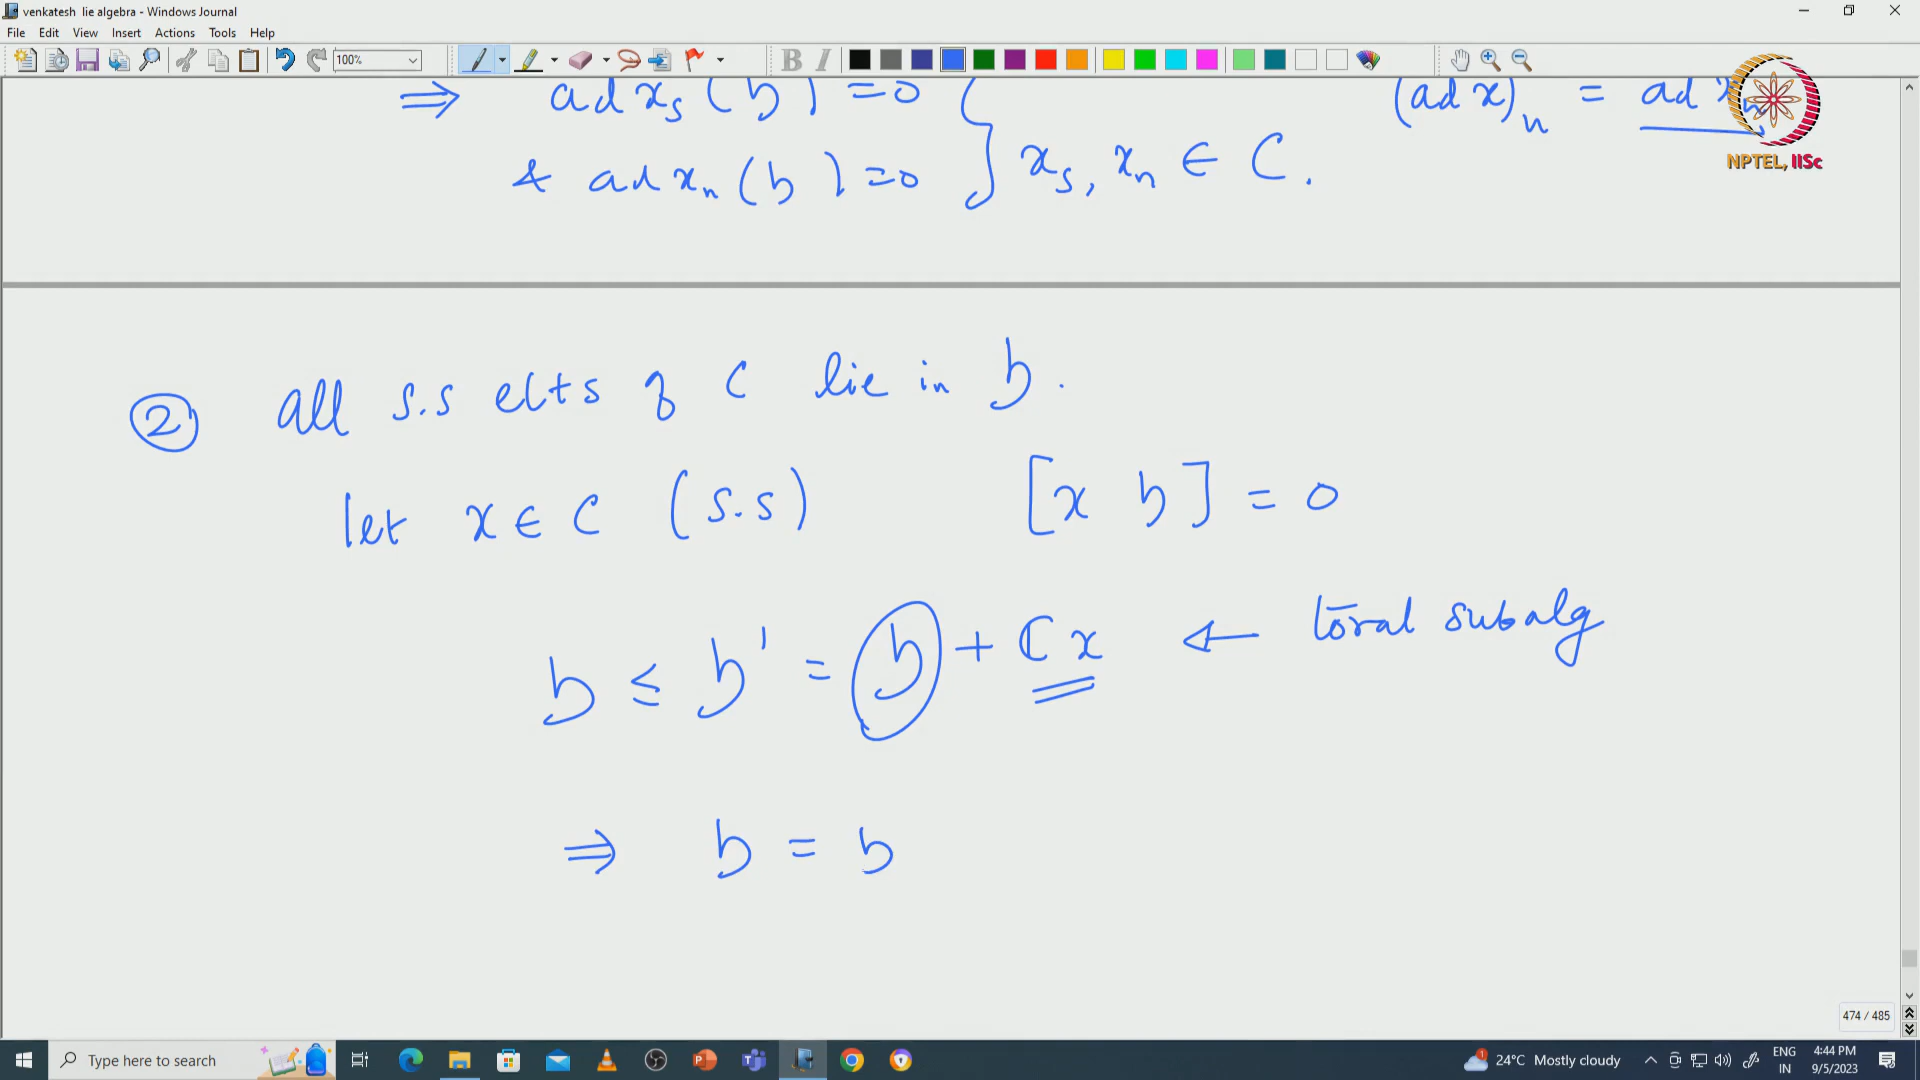 venkatesh lie algebra - Windows Journal
File Edit View Insert Actions Tools Help
100%
B I
⇒ ad x_s (h) = 0
(ad x)_n = ad x_n
& ad x_n (h) = 0 } x_s, x_n ∈ C.
NPTEL, IISc
② All s.s elts of C lie in h.
let x ∈ C (s.s) [x h] = 0
h ≤ h' = h + ℂx ← toral subalg
⇒ h = h
474 / 485
Type here to search
24°C Mostly cloudy
ENG
IN
4:44 PM
9/5/2023